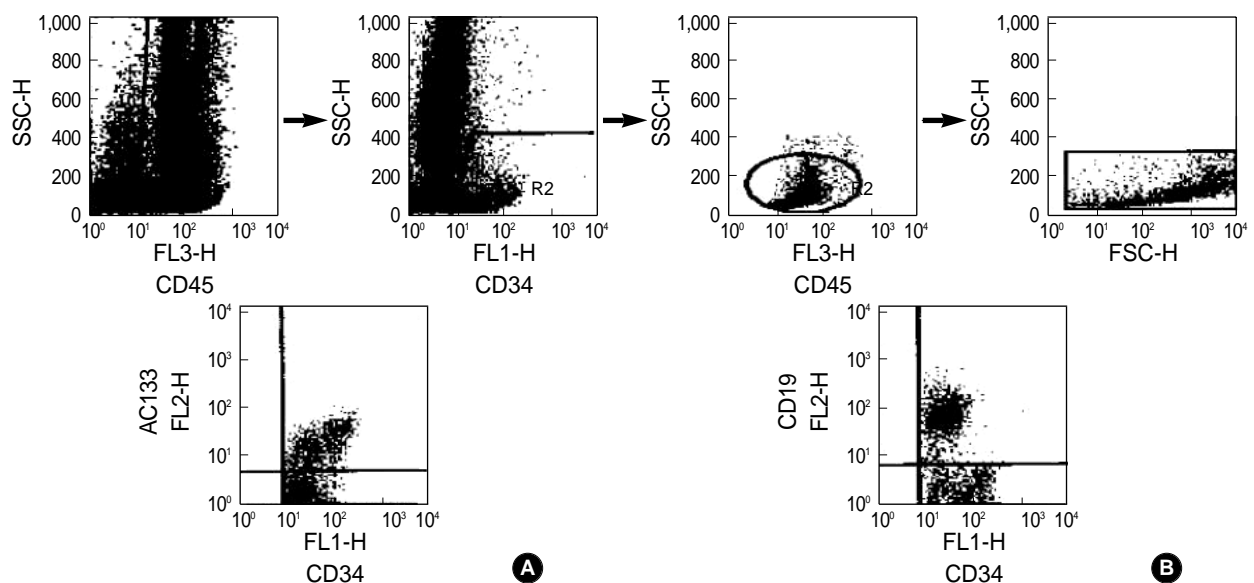 1,000
800
600
400
200
0
SSC-H
10⁰ 10¹ 10² 10³ 10⁴
FL3-H
CD45
1,000
800
600
400
200
0
SSC-H
R2
10⁰ 10¹ 10² 10³ 10⁴
FL1-H
CD34
1,000
800
600
400
200
0
SSC-H
R2
10⁰ 10¹ 10² 10³ 10⁴
FL3-H
CD45
1,000
800
600
400
200
0
SSC-H
10⁰ 10¹ 10² 10³ 10⁴
FSC-H
10⁴
10³
10²
10¹
10⁰
AC133
FL2-H
10⁰ 10¹ 10² 10³ 10⁴
FL1-H
CD34
A
10⁴
10³
10²
10¹
10⁰
CD19
FL2-H
10⁰ 10¹ 10² 10³ 10⁴
FL1-H
CD34
B